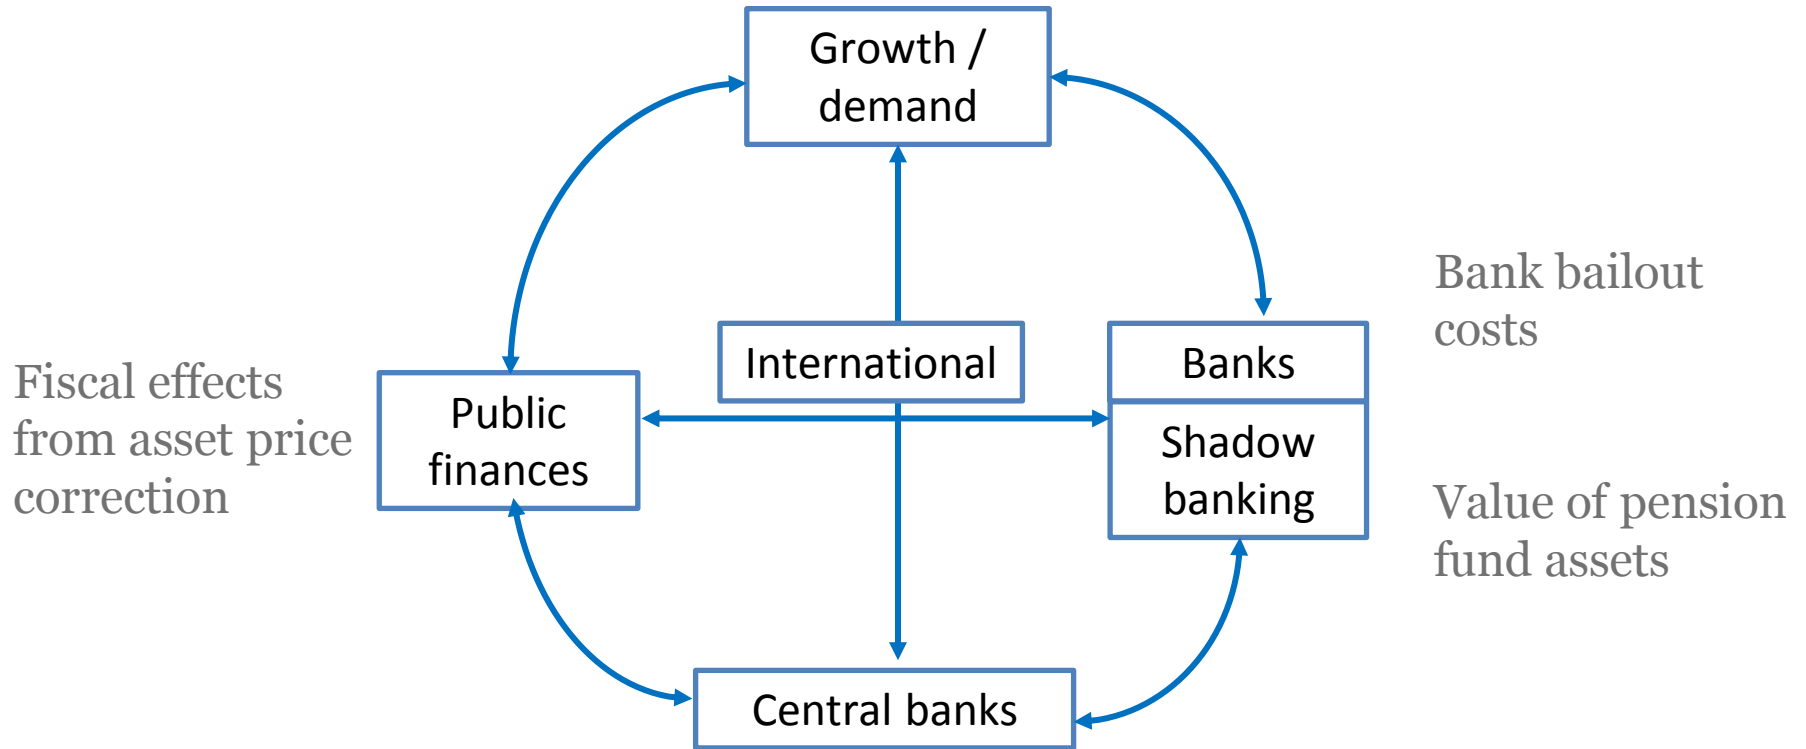 Growth /
demand
Bank bailout
costs
International
Banks
Fiscal effects
from asset price
correction
Public
finances
Shadow
banking
Value of pension
fund assets
Central banks